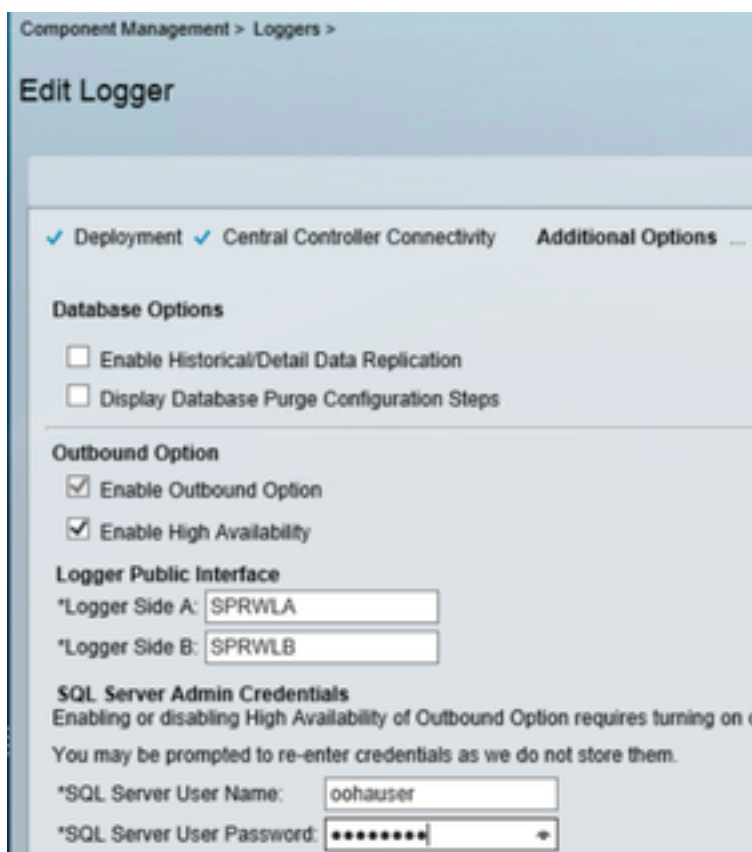 Component Management > Loggers >
Edit Logger
Deployment Central Controller Connectivity Additional Options ...
Database Options
Enable Historical/Detail Data Replication
Display Database Purge Configuration Steps
Outbound Option
Enable Outbound Option
Enable High Availability
Logger Public Interface
*Logger Side A: SPRWLA
*Logger Side B: SPRWLB
SQL Server Admin Credentials
Enabling or disabling High Availability of Outbound Option requires turning on
You may be prompted to re-enter credentials as we do not store them.
*SQL Server User Name: oohauser
*SQL Server User Password: ••••••••